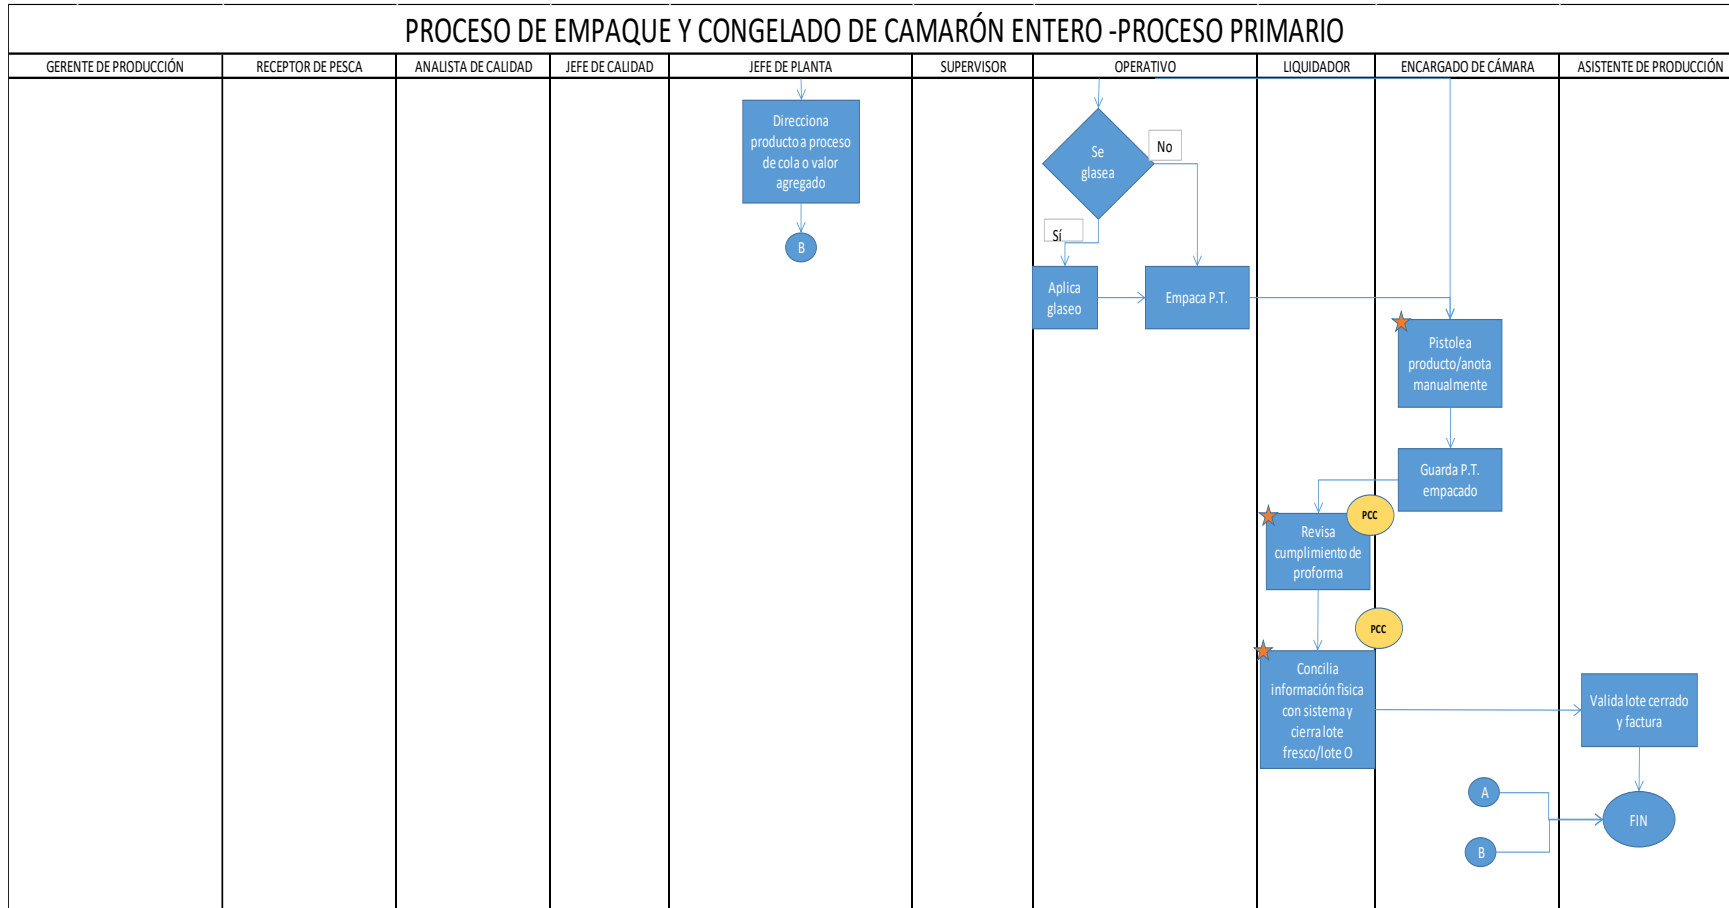 PROCESO DE EMPAQUE Y CONGELADO DE CAMARÓN ENTERO -PROCESO PRIMARIO
GERENTE DE PRODUCCIÓN
RECEPTOR DE PESCA
ANALISTA DE CALIDAD
JEFE DE CALIDAD
JEFE DE PLANTA
SUPERVISOR
OPERATIVO
LIQUIDADOR
ENCARGADO DE CÁMARA
ASISTENTE DE PRODUCCIÓN
Direcciona
producto a proceso
de cola o valor
agregado
B
Se
glasea
No
Sí
Aplica
glaseo
Empaca P.T.
Pistolea
producto/anota
manualmente
Guarda P.T.
empacado
PCC
Revisa
cumplimiento de
proforma
PCC
Concilia
información fìsica
con sistema y
cierra lote
fresco/lote O
Valida lote cerrado
y factura
A
B
FIN